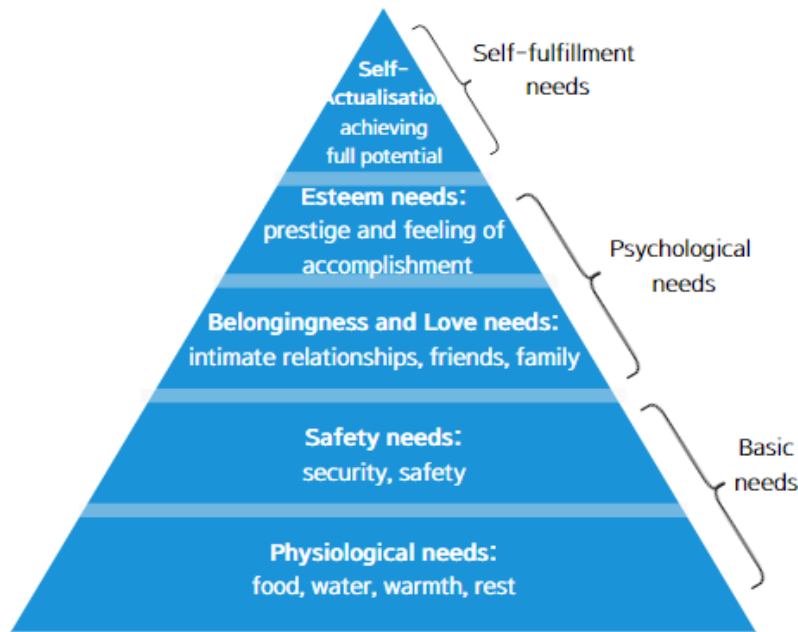 Self-
Actualisation
achieving
full potential
Self-fulfillment
needs
Esteem needs:
prestige and feeling of
accomplishment
Psychological
needs
Belongingness and Love needs:
intimate relationships, friends, family
Safety needs:
security, safety
Basic
needs
Physiological needs:
food, water, warmth, rest